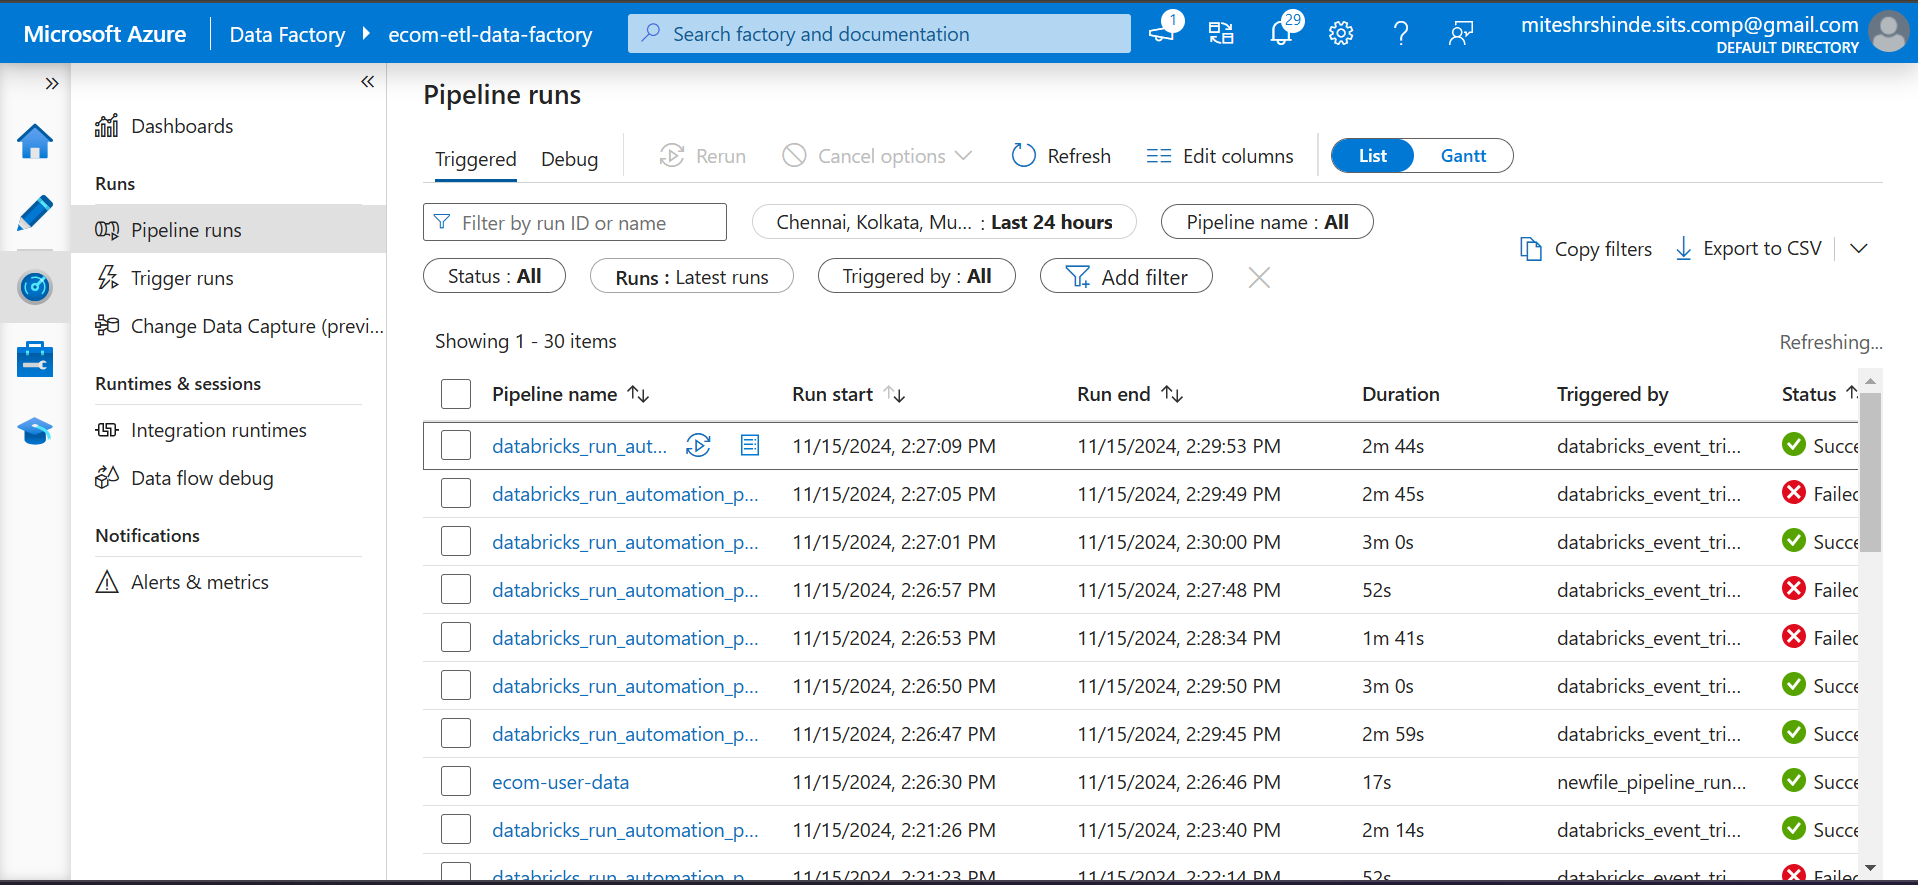 Microsoft Azure Data Factory ecom-etl-data-factory Search factory and documentation 1 29 ? miteshrshinde.sits.comp@gmail.com
DEFAULT DIRECTORY
Dashboards
Runs
Pipeline runs
Trigger runs
Change Data Capture (previ...
Runtimes & sessions
Integration runtimes
Data flow debug
Notifications
Alerts & metrics
Pipeline runs
Triggered Debug Rerun Cancel options Refresh Edit columns List Gantt
Filter by run ID or name Chennai, Kolkata, Mu... : Last 24 hours Pipeline name : All
Copy filters Export to CSV
Status : All Runs : Latest runs Triggered by : All Add filter
Showing 1 - 30 items Refreshing...
Pipeline name Run start Run end Duration Triggered by Status
databricks_run_aut... 11/15/2024, 2:27:09 PM 11/15/2024, 2:29:53 PM 2m 44s databricks_event_tri... Succe
databricks_run_automation_p... 11/15/2024, 2:27:05 PM 11/15/2024, 2:29:49 PM 2m 45s databricks_event_tri... Failed
databricks_run_automation_p... 11/15/2024, 2:27:01 PM 11/15/2024, 2:30:00 PM 3m 0s databricks_event_tri... Succe
databricks_run_automation_p... 11/15/2024, 2:26:57 PM 11/15/2024, 2:27:48 PM 52s databricks_event_tri... Failed
databricks_run_automation_p... 11/15/2024, 2:26:53 PM 11/15/2024, 2:28:34 PM 1m 41s databricks_event_tri... Failed
databricks_run_automation_p... 11/15/2024, 2:26:50 PM 11/15/2024, 2:29:50 PM 3m 0s databricks_event_tri... Succe
databricks_run_automation_p... 11/15/2024, 2:26:47 PM 11/15/2024, 2:29:45 PM 2m 59s databricks_event_tri... Succe
ecom-user-data 11/15/2024, 2:26:30 PM 11/15/2024, 2:26:46 PM 17s newfile_pipeline_run... Succe
databricks_run_automation_p... 11/15/2024, 2:21:26 PM 11/15/2024, 2:23:40 PM 2m 14s databricks_event_tri... Succe
databricks_run_automation_p... 11/15/2024, 2:21:23 PM 11/15/2024, 2:22:14 PM 52s databricks_event_tri... Failed